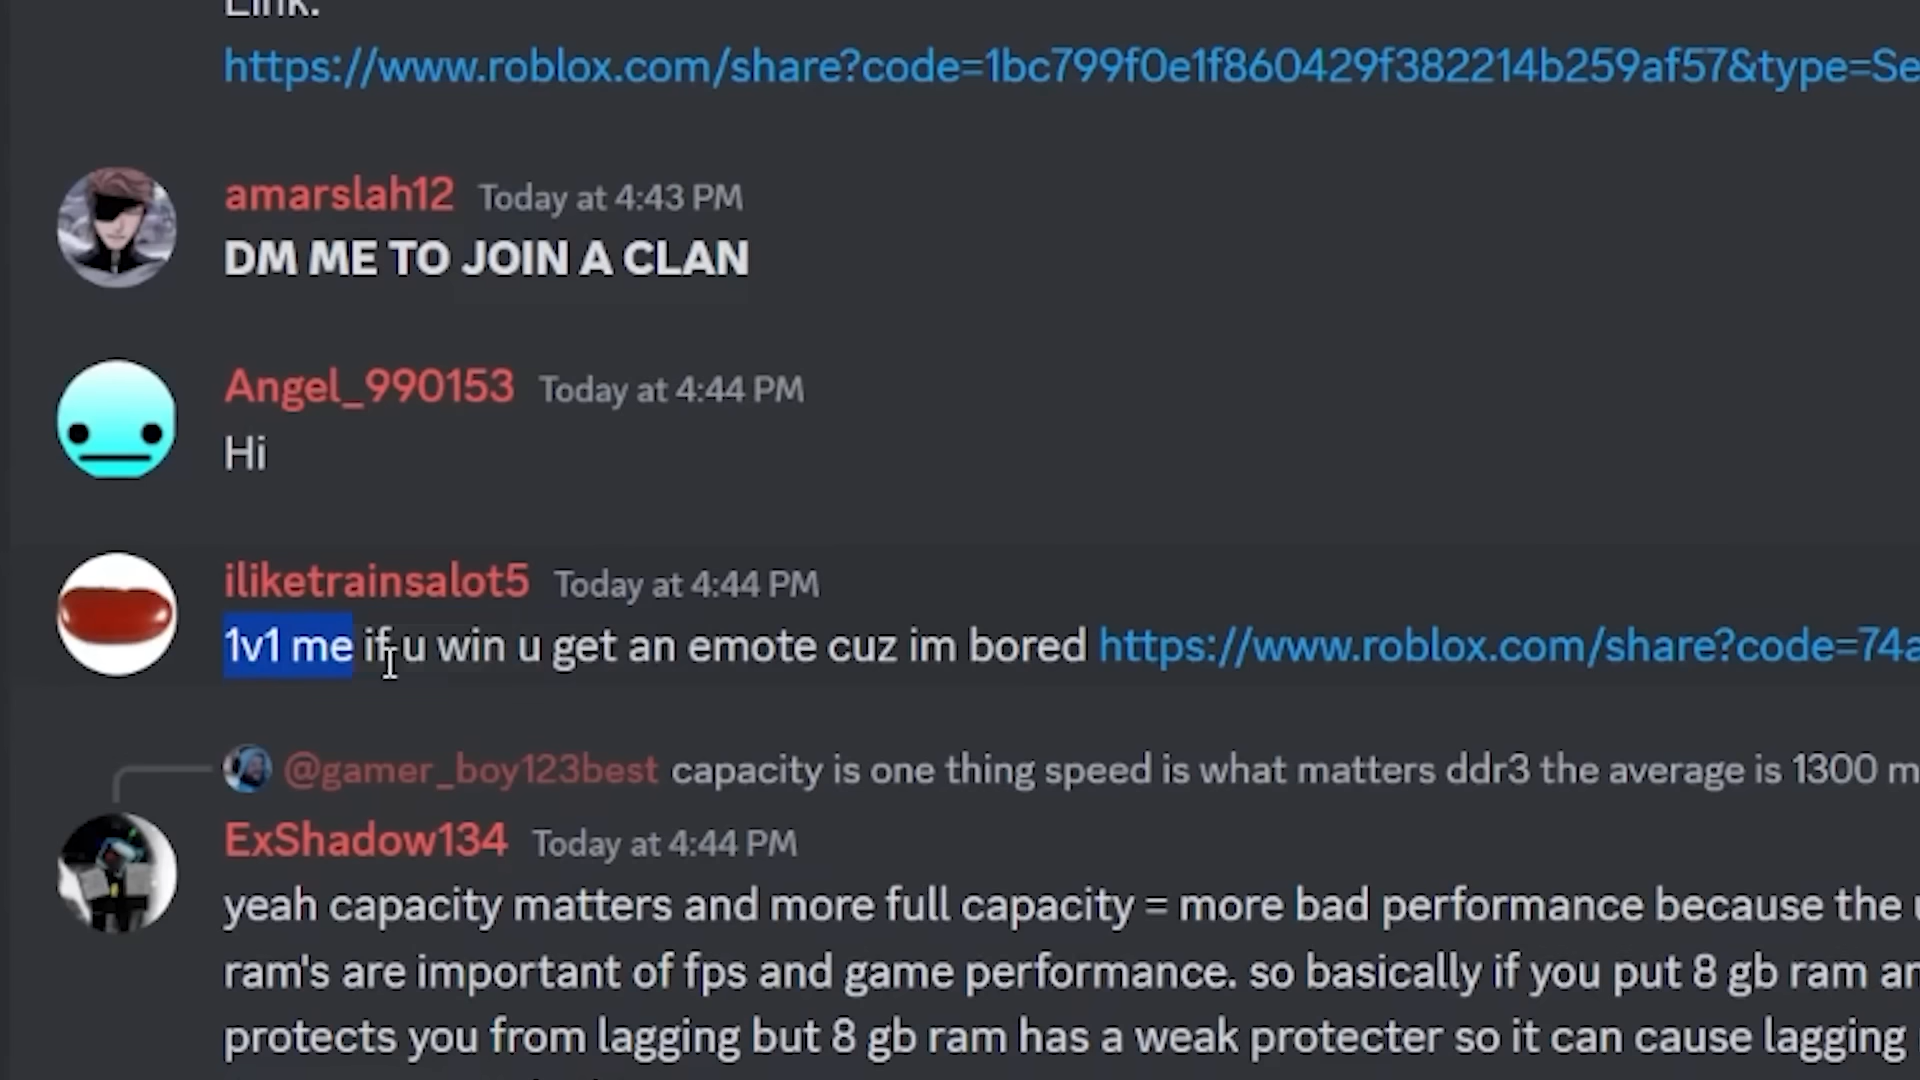 Link:
https://www.roblox.com/share?code=1bc799f0e1f860429f382214b259af57&type=Se
amarslah12 Today at 4:43 PM
DM ME TO JOIN A CLAN
Angel_990153 Today at 4:44 PM
Hi
iliketrainsalot5 Today at 4:44 PM
1v1 me if u win u get an emote cuz im bored https://www.roblox.com/share?code=74a
@gamer_boy123best capacity is one thing speed is what matters ddr3 the average is 1300 m
ExShadow134 Today at 4:44 PM
yeah capacity matters and more full capacity = more bad performance because the
ram's are important of fps and game performance. so basically if you put 8 gb ram an
protects you from lagging but 8 gb ram has a weak protecter so it can cause lagging